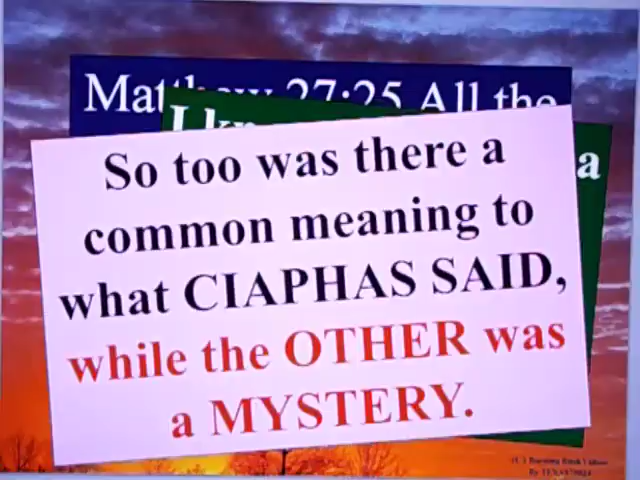 Matthew 27:25 All the
a
So too was there a
common meaning to
what CIAPHAS SAID,
while the OTHER was
a MYSTERY.